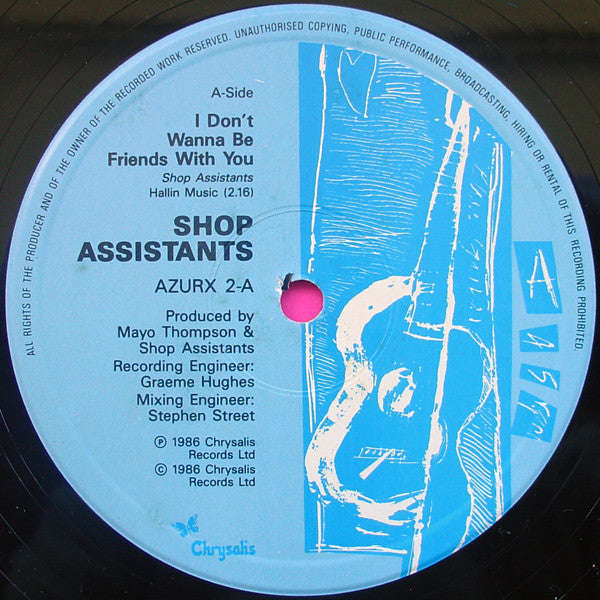 ALL RIGHTS OF THE PRODUCER AND OF THE OWNER OF THE RECORDED WORK RESERVED. UNAUTHORISED COPYING, PUBLIC PERFORMANCE, BROADCASTING, HIRING OR RENTAL OF THIS RECORDING PROHIBITED.
A-Side
I Don't
Wanna Be
Friends With You
Shop Assistants
Hallin Music (2.16)
SHOP
ASSISTANTS
AZURX 2-A
Produced by
Mayo Thompson &
Shop Assistants
Recording Engineer:
Graeme Hughes
Mixing Engineer:
Stephen Street
℗ 1986 Chrysalis
Records Ltd
© 1986 Chrysalis
Records Ltd
Chrysalis
A